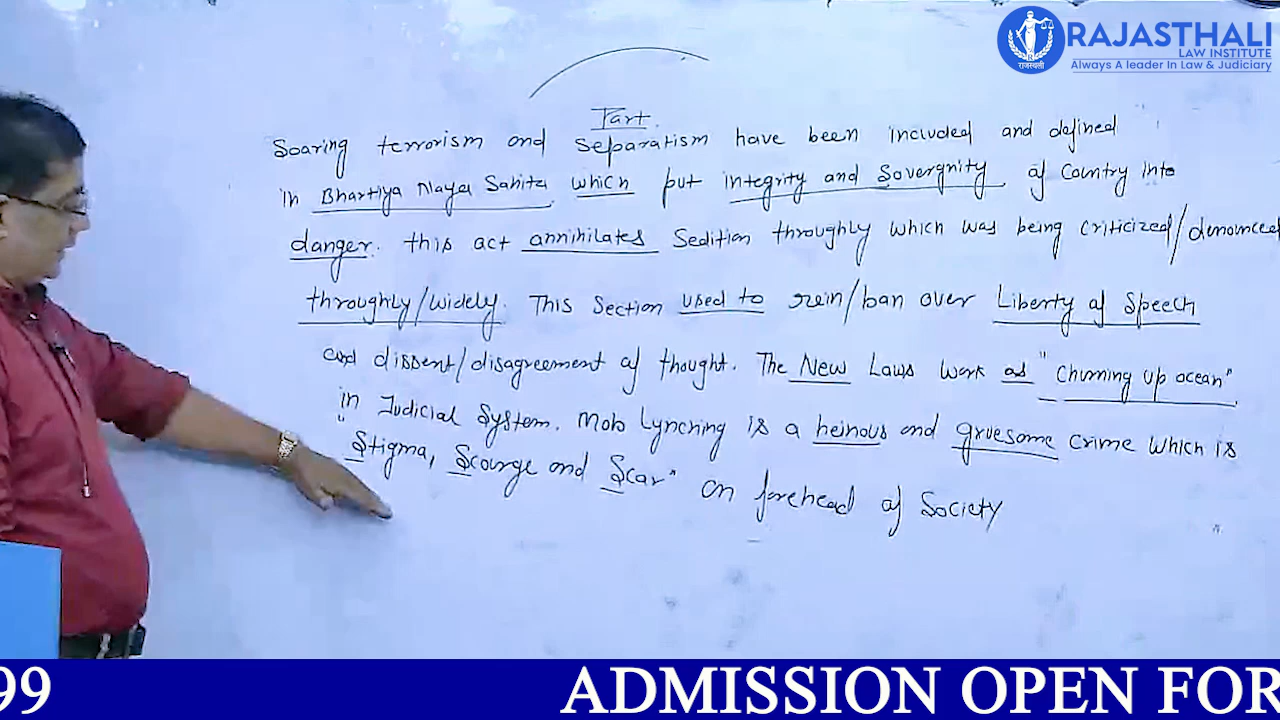 RAJASTHALI
LAW INSTITUTE
राजस्थली
Always A leader In Law & Judiciary
Part
Soaring terrorism and separatism have been included and defined
in Bhartiya Nayay Sahita which put integrity and Soverginity of Country into
danger. this act annihilates Sedition throughly which was being criticized/denounced
throughly/widely. This Section used to rein/ban over Liberty of Speech
and dissent/disagreement of thought. The New Laws work as "Churning up ocean"
in Judicial System. Mob Lynching is a heinous and gruesome crime which is
"Stigma, Scourge and Scar" on forehead of Society
99 ADMISSION OPEN FOR